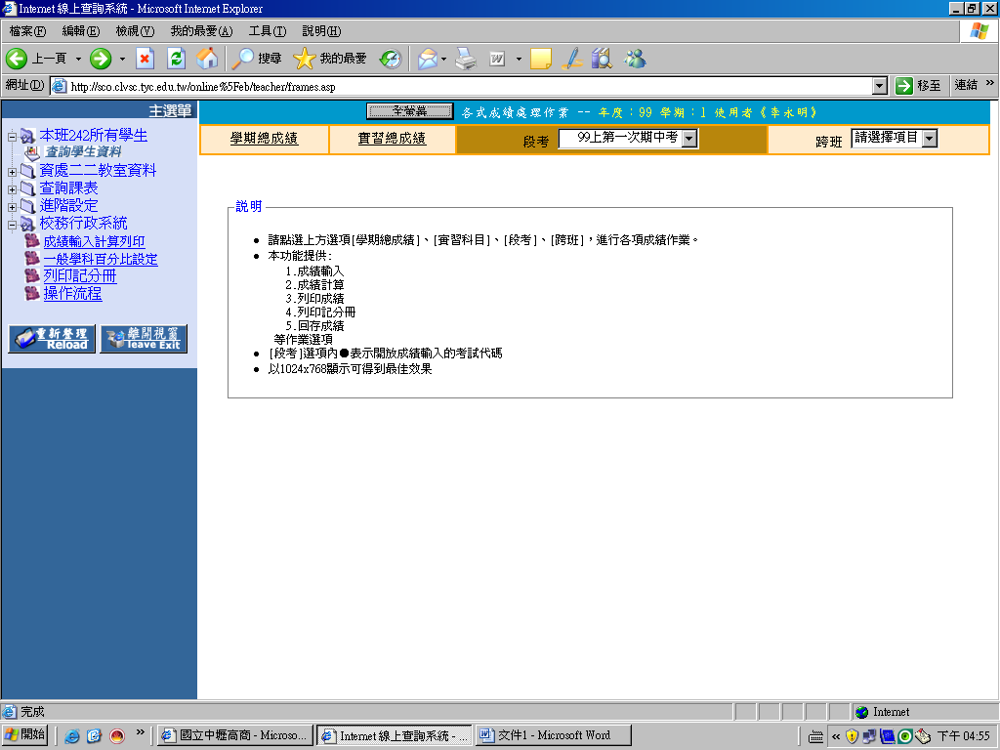 Internet 線上查詢系統 - Microsoft Internet Explorer
檔案(F) 編輯(E) 檢視(V) 我的最愛(A) 工具(T) 說明(H)
上一頁 搜尋 我的最愛
網址(D) http://sco.clvsc.tyc.edu.tw/online%5Feb/teacher/frames.asp 移至 連結 »
主選單
全螢幕 各式成績處理作業 -- 年度：99 學期：1 使用者《李永明》
學期總成績 實習總成績 段考 99上第一次期中考 跨班 請選擇項目
本班242所有學生
查詢學生資料
資處二二教室資料
查詢課表
進階設定
校務行政系統
成績輸入計算列印
一般學科百分比設定
列印記分冊
操作流程
重新整理 Reload
離開視窗 leave Exit
說明
請點選上方選項[學期總成績]、[實習科目]、[段考]、[跨班]，進行各項成績作業。
本功能提供:
1.成績輸入
2.成績計算
3.列印成績
4.列印記分冊
5.回存成績
等作業選項
[段考]選項內●表示開放成績輸入的考試代碼
以1024x768顯示可得到最佳效果
完成 Internet
開始 » 國立中壢高商 - Microso... Internet 線上查詢系統 - ... 文件1 - Microsoft Word « 下午 04:55